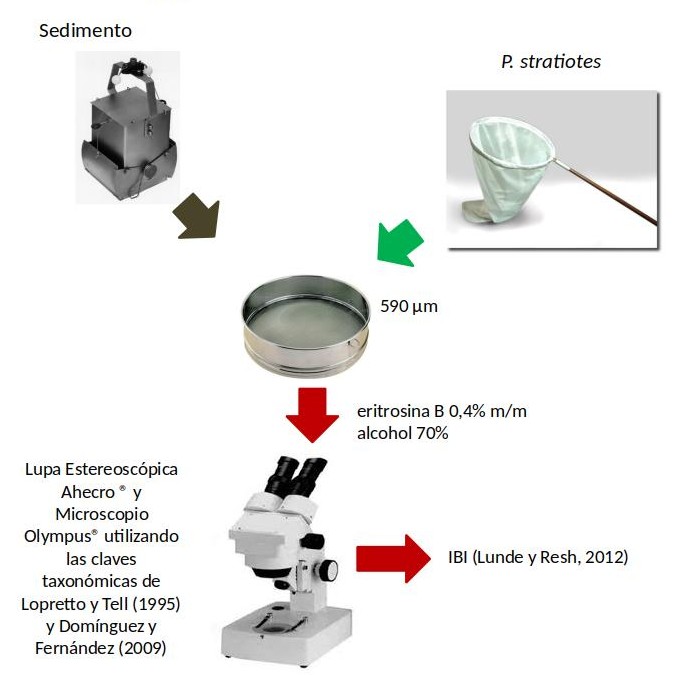 Sedimento
P. stratiotes
590 µm
eritrosina B 0,4% m/m
alcohol 70%
Lupa Estereoscópica
Ahecro ® y
Microscopio
Olympus® utilizando
las claves
taxonómicas de
Lopretto y Tell (1995)
y Domínguez y
Fernández (2009)
IBI (Lunde y Resh, 2012)